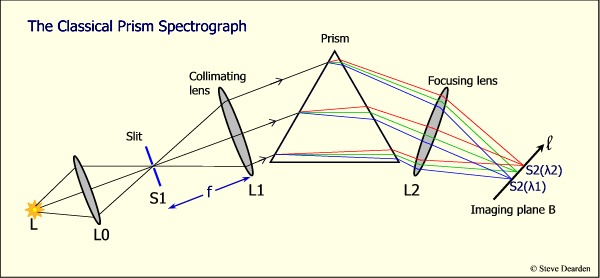 The Classical Prism Spectrograph
Prism
Collimating
lens
Focusing lens
Slit
S1
f
L1
L
L0
L2
ℓ
S2(λ2)
S2(λ1)
Imaging plane B
© Steve Dearden